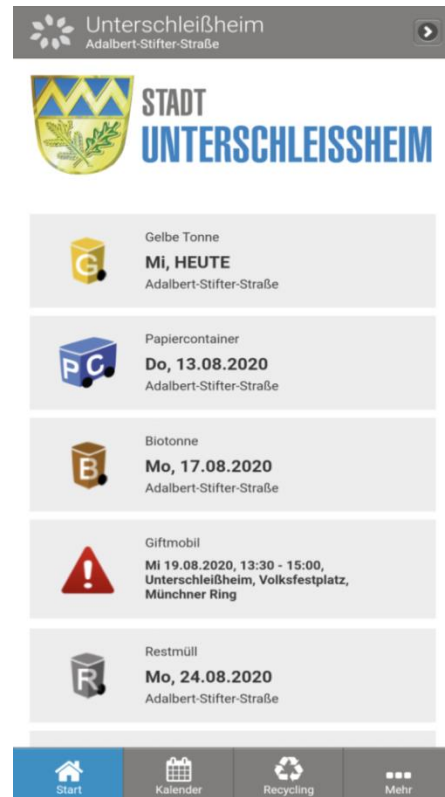 Unterschleißheim
Adalbert-Stifter-Straße
STADT
UNTERSCHLEISSHEIM
G
Gelbe Tonne
Mi, HEUTE
Adalbert-Stifter-Straße
PC
Papiercontainer
Do, 13.08.2020
Adalbert-Stifter-Straße
B
Biotonne
Mo, 17.08.2020
Adalbert-Stifter-Straße
!
Giftmobil
Mi 19.08.2020, 13:30 - 15:00,
Unterschleißheim, Volksfestplatz,
Münchner Ring
R
Restmüll
Mo, 24.08.2020
Adalbert-Stifter-Straße
Start Kalender Recycling Mehr